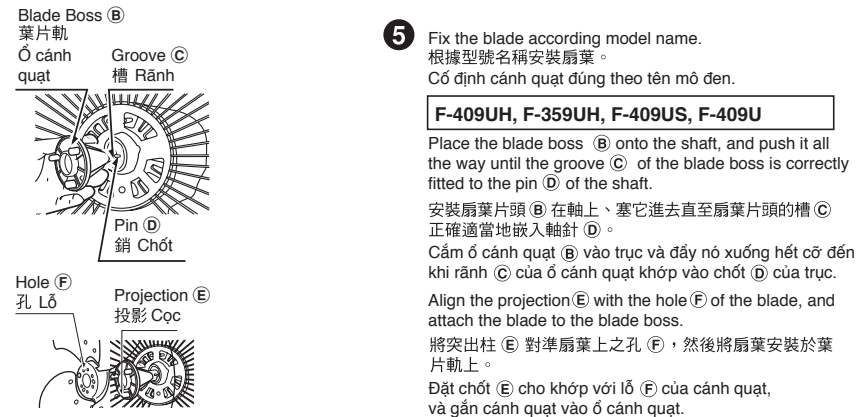 Blade Boss Ⓑ
葉片軌
Ổ cánh
quạt
Groove Ⓒ
槽 Rãnh
Pin Ⓓ
銷 Chốt
Hole Ⓕ
孔 Lỗ
Projection Ⓔ
投影 Cọc
❺ Fix the blade according model name.
根據型號名稱安裝扇葉。
Cố định cánh quạt đúng theo tên mô đen.
F-409UH, F-359UH, F-409US, F-409U
Place the blade boss Ⓑ onto the shaft, and push it all
the way until the groove Ⓒ of the blade boss is correctly
fitted to the pin Ⓓ of the shaft.
安裝扇葉片頭 Ⓑ 在軸上、塞它進去直至扇葉片頭的槽 Ⓒ
正確適當地嵌入軸針 Ⓓ。
Cắm ổ cánh quạt Ⓑ vào trục và đẩy nó xuống hết cỡ đến
khi rãnh Ⓒ của ổ cánh quạt khớp vào chốt Ⓓ của trục.
Align the projection Ⓔ with the hole Ⓕ of the blade, and
attach the blade to the blade boss.
將突出柱 Ⓔ 對準扇葉上之孔 Ⓕ，然後將扇葉安裝於葉
片軌上。
Đặt chốt Ⓔ cho khớp với lỗ Ⓕ của cánh quạt,
và gắn cánh quạt vào ổ cánh quạt.